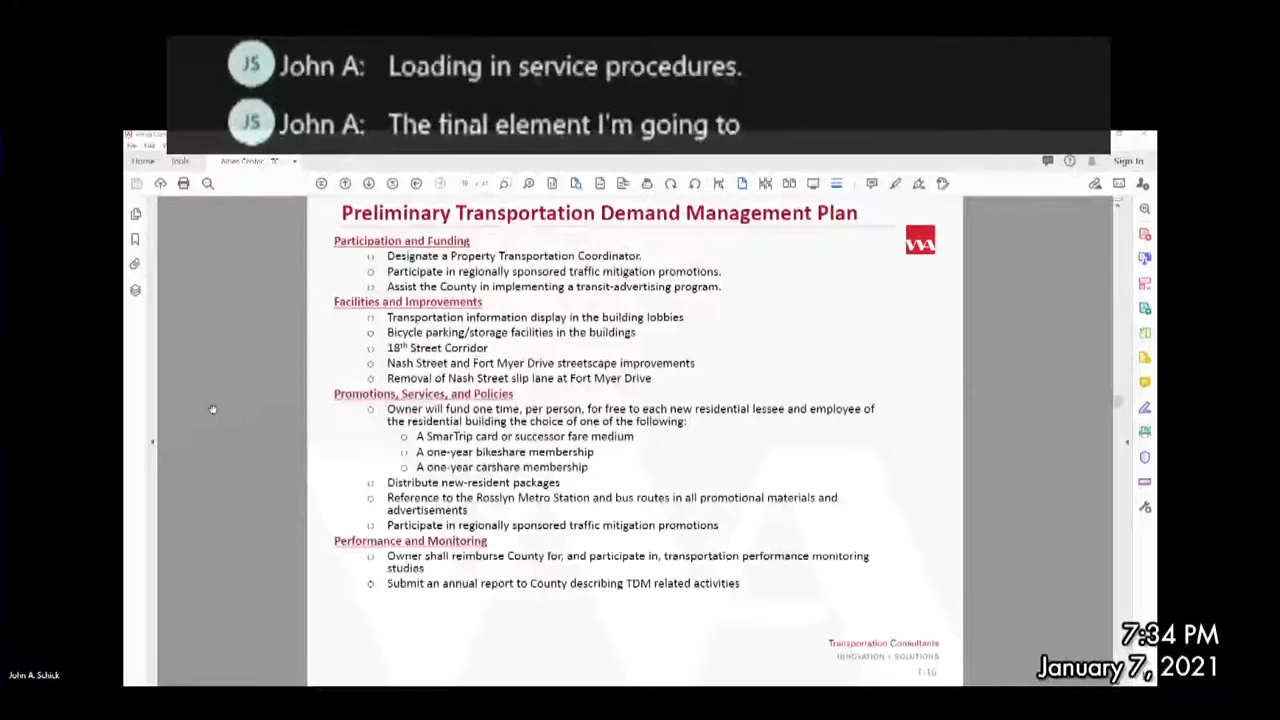 JS John A: Loading in service procedures.
JS John A: The final element I'm going to
Home Tools Ames Center_TC Sign In
Preliminary Transportation Demand Management Plan
Participation and Funding
Designate a Property Transportation Coordinator.
Participate in regionally sponsored traffic mitigation promotions.
Assist the County in implementing a transit-advertising program.
Facilities and Improvements
Transportation information display in the building lobbies
Bicycle parking/storage facilities in the buildings
18th Street Corridor
Nash Street and Fort Myer Drive streetscape improvements
Removal of Nash Street slip lane at Fort Myer Drive
Promotions, Services, and Policies
Owner will fund one time, per person, for free to each new residential lessee and employee of
the residential building the choice of one of the following:
A SmarTrip card or successor fare medium
A one-year bikeshare membership
A one-year carshare membership
Distribute new-resident packages
Reference to the Rosslyn Metro Station and bus routes in all promotional materials and
advertisements
Participate in regionally sponsored traffic mitigation promotions
Performance and Monitoring
Owner shall reimburse County for, and participate in, transportation performance monitoring
studies
Submit an annual report to County describing TDM related activities
Transportation Consultants
INNOVATION + SOLUTIONS
T-16
7:34 PM
January 7, 2021
John A. Schick